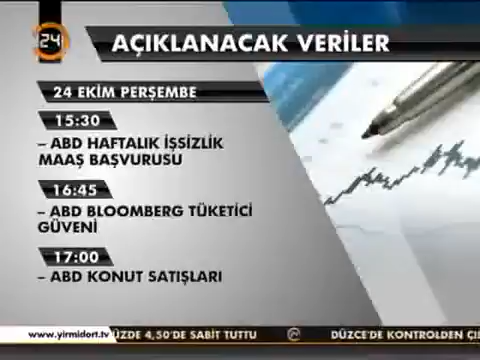 24
AÇIKLANACAK VERİLER
24 EKİM PERŞEMBE
15:30
– ABD HAFTALIK İŞSİZLİK
MAAŞ BAŞVURUSU
16:45
– ABD BLOOMBERG TÜKETİCİ
GÜVENİ
17:00
– ABD KONUT SATIŞLARI
www.yirmidort.tv
ÜZDE 4,50'DE SABİT TUTTU
24
DÜZCE'DE KONTROLDEN